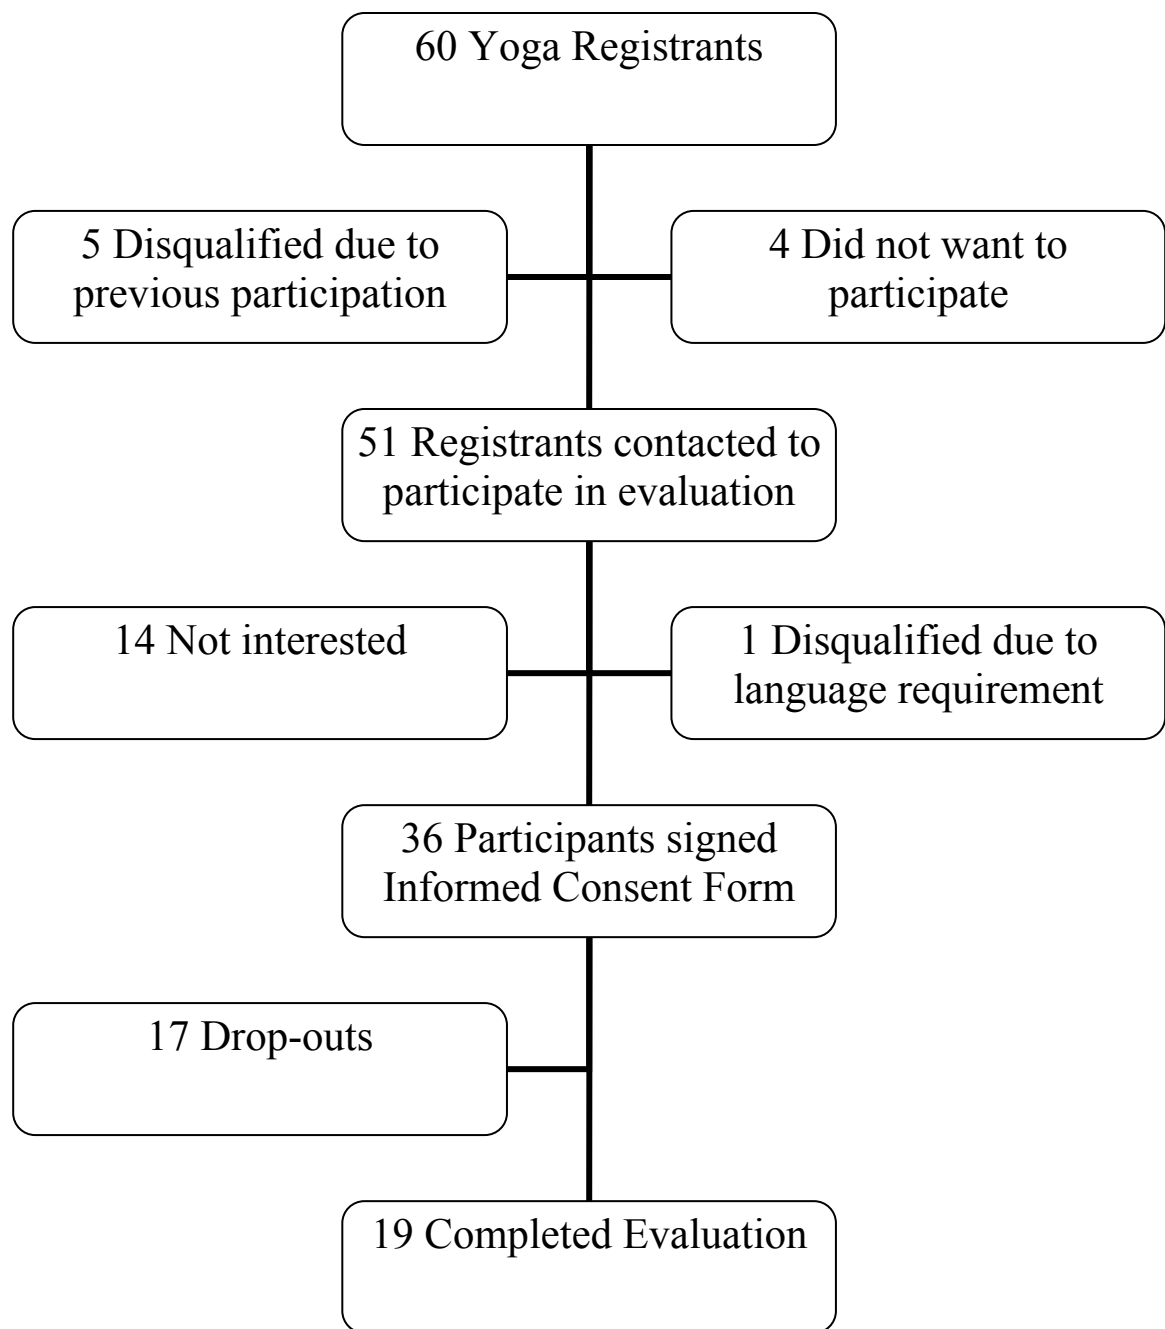 60 Yoga Registrants
5 Disqualified due to
previous participation
4 Did not want to
participate
51 Registrants contacted to
participate in evaluation
14 Not interested
1 Disqualified due to
language requirement
36 Participants signed
Informed Consent Form
17 Drop-outs
19 Completed Evaluation